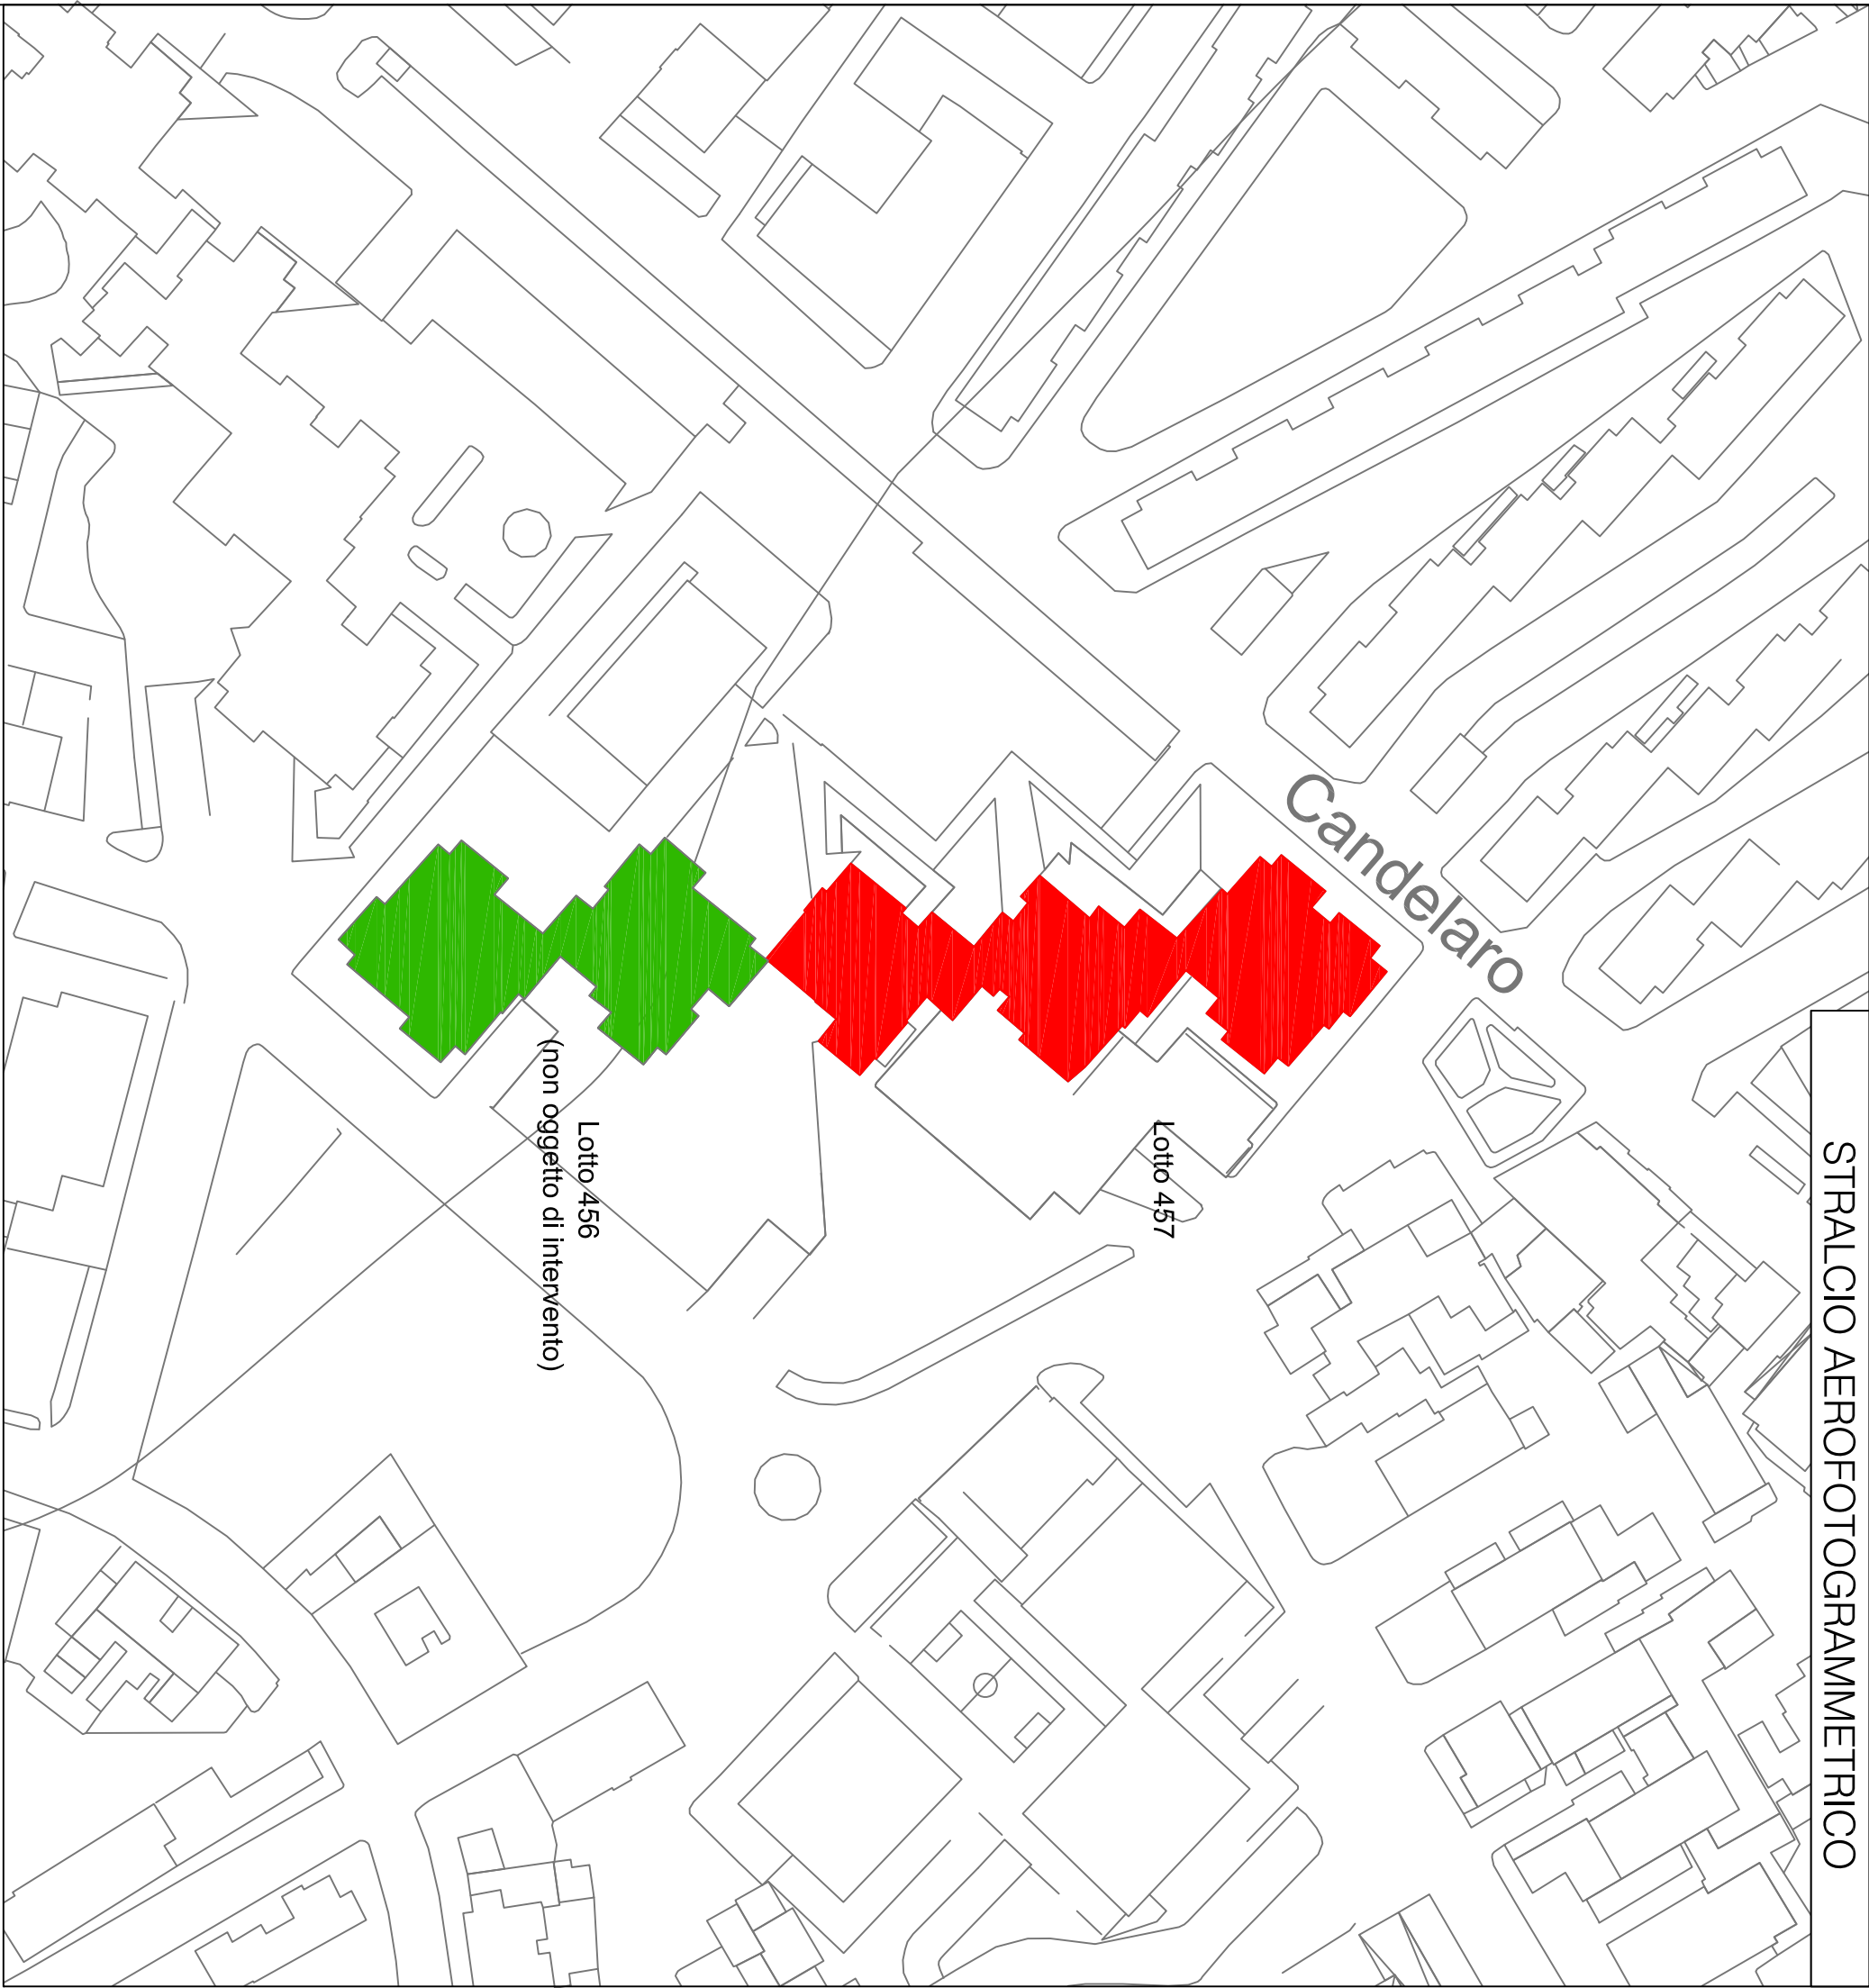 STRALCIO AEROFOTOGRAMMETRICO
Candelaro
Lotto 457
Lotto 456
(non oggetto di intervento)